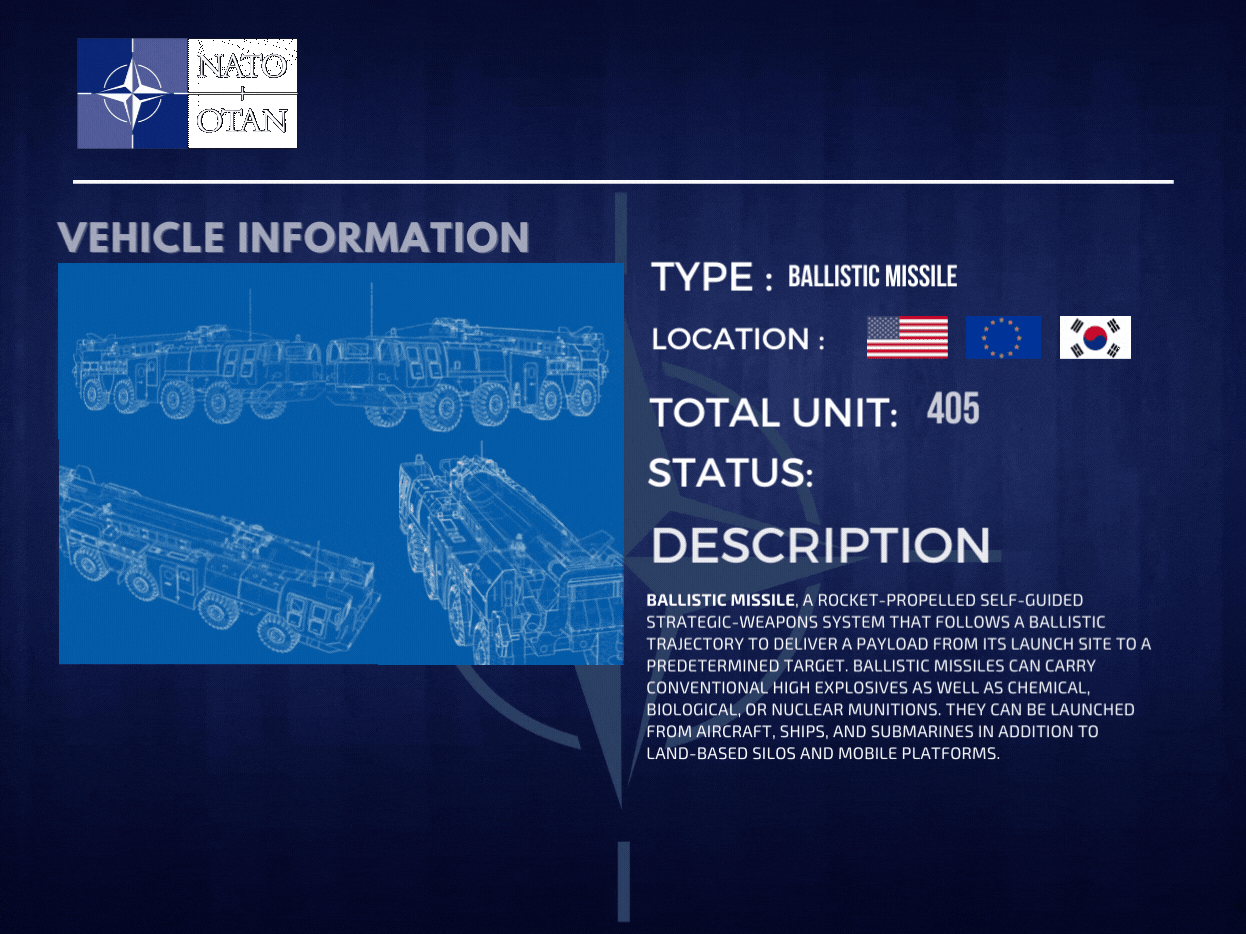 NATO
OTAN
VEHICLE INFORMATION
TYPE : BALLISTIC MISSILE
LOCATION :
TOTAL UNIT: 405
STATUS:
DESCRIPTION
BALLISTIC MISSILE, A ROCKET-PROPELLED SELF-GUIDED
STRATEGIC-WEAPONS SYSTEM THAT FOLLOWS A BALLISTIC
TRAJECTORY TO DELIVER A PAYLOAD FROM ITS LAUNCH SITE TO A
PREDETERMINED TARGET. BALLISTIC MISSILES CAN CARRY
CONVENTIONAL HIGH EXPLOSIVES AS WELL AS CHEMICAL,
BIOLOGICAL, OR NUCLEAR MUNITIONS. THEY CAN BE LAUNCHED
FROM AIRCRAFT, SHIPS, AND SUBMARINES IN ADDITION TO
LAND-BASED SILOS AND MOBILE PLATFORMS.